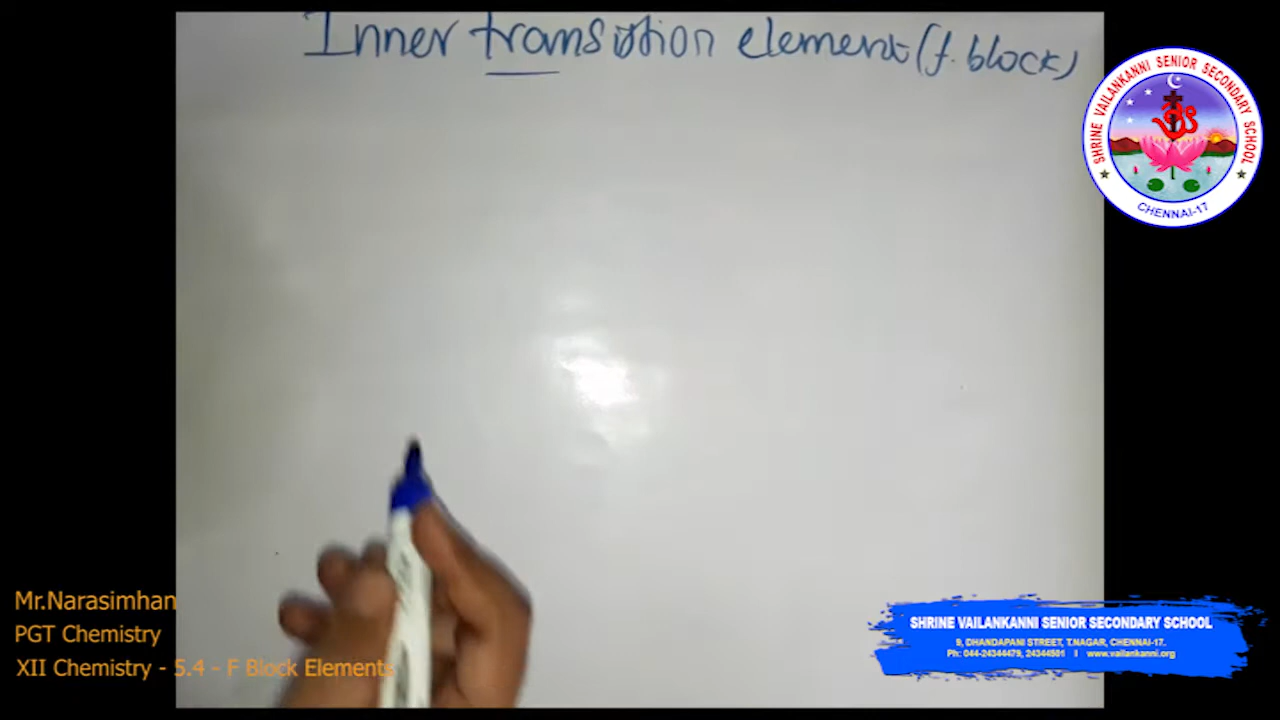 Inner transition element (f. block)
SHRINE VAILANKANNI SENIOR SECONDARY SCHOOL
CHENNAI-17
Mr.Narasimhan
PGT Chemistry
XII Chemistry - 5.4 - F Block Elements
SHRINE VAILANKANNI SENIOR SECONDARY SCHOOL
9, DHANDAPANI STREET, T.NAGAR, CHENNAI-17.
Ph: 044-24344479, 24344501 I www.vailankanni.org